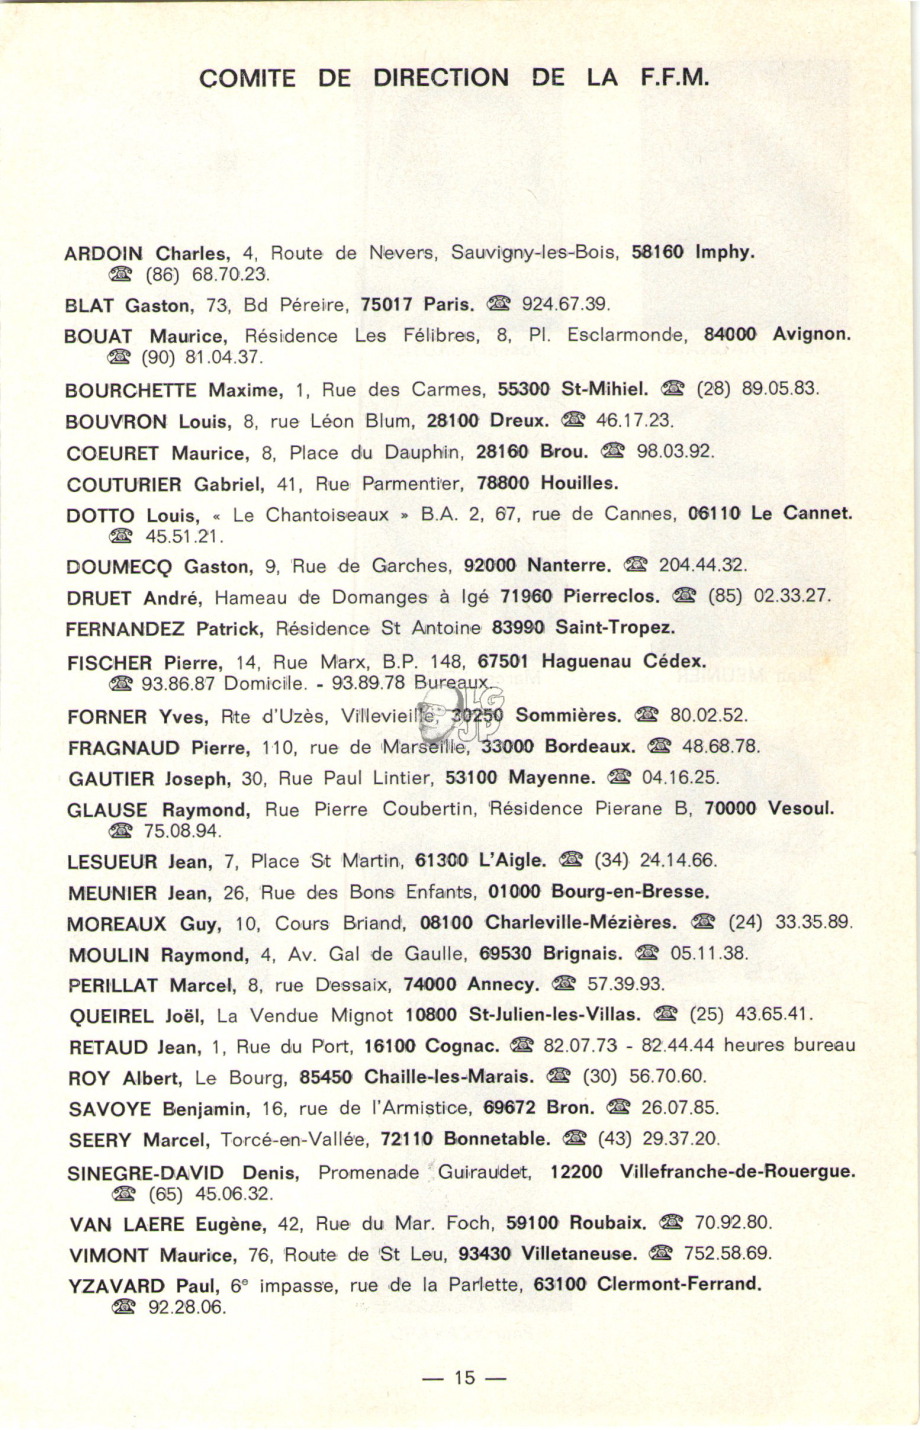 COMITE DE DIRECTION DE LA F.F.M.
ARDOIN Charles, 4, Route de Nevers, Sauvigny-les-Bois, 58160 Imphy.
☎ (86) 68.70.23.
BLAT Gaston, 73, Bd Péreire, 75017 Paris. ☎ 924.67.39.
BOUAT Maurice, Résidence Les Félibres, 8, Pl. Esclarmonde, 84000 Avignon.
☎ (90) 81.04.37.
BOURCHETTE Maxime, 1, Rue des Carmes, 55300 St-Mihiel. ☎ (28) 89.05.83.
BOUVRON Louis, 8, rue Léon Blum, 28100 Dreux. ☎ 46.17.23.
COEURET Maurice, 8, Place du Dauphin, 28160 Brou. ☎ 98.03.92.
COUTURIER Gabriel, 41, Rue Parmentier, 78800 Houilles.
DOTTO Louis, « Le Chantoiseaux » B.A. 2, 67, rue de Cannes, 06110 Le Cannet.
☎ 45.51.21.
DOUMECQ Gaston, 9, Rue de Garches, 92000 Nanterre. ☎ 204.44.32.
DRUET André, Hameau de Domanges à Igé 71960 Pierreclos. ☎ (85) 02.33.27.
FERNANDEZ Patrick, Résidence St Antoine 83990 Saint-Tropez.
FISCHER Pierre, 14, Rue Marx, B.P. 148, 67501 Haguenau Cédex.
☎ 93.86.87 Domicile. - 93.89.78 Bureaux.
FORNER Yves, Rte d'Uzès, Villevieille, 30250 Sommières. ☎ 80.02.52.
FRAGNAUD Pierre, 110, rue de Marseille, 33000 Bordeaux. ☎ 48.68.78.
GAUTIER Joseph, 30, Rue Paul Lintier, 53100 Mayenne. ☎ 04.16.25.
GLAUSE Raymond, Rue Pierre Coubertin, Résidence Pierane B, 70000 Vesoul.
☎ 75.08.94.
LESUEUR Jean, 7, Place St Martin, 61300 L'Aigle. ☎ (34) 24.14.66.
MEUNIER Jean, 26, Rue des Bons Enfants, 01000 Bourg-en-Bresse.
MOREAUX Guy, 10, Cours Briand, 08100 Charleville-Mézières. ☎ (24) 33.35.89.
MOULIN Raymond, 4, Av. Gal de Gaulle, 69530 Brignais. ☎ 05.11.38.
PERILLAT Marcel, 8, rue Dessaix, 74000 Annecy. ☎ 57.39.93.
QUEIREL Joël, La Vendue Mignot 10800 St-Julien-les-Villas. ☎ (25) 43.65.41.
RETAUD Jean, 1, Rue du Port, 16100 Cognac. ☎ 82.07.73 - 82.44.44 heures bureau
ROY Albert, Le Bourg, 85450 Chaille-les-Marais. ☎ (30) 56.70.60.
SAVOYE Benjamin, 16, rue de l'Armistice, 69672 Bron. ☎ 26.07.85.
SEERY Marcel, Torcé-en-Vallée, 72110 Bonnetable. ☎ (43) 29.37.20.
SINEGRE-DAVID Denis, Promenade Guiraudet, 12200 Villefranche-de-Rouergue.
☎ (65) 45.06.32.
VAN LAERE Eugène, 42, Rue du Mar. Foch, 59100 Roubaix. ☎ 70.92.80.
VIMONT Maurice, 76, Route de St Leu, 93430 Villetaneuse. ☎ 752.58.69.
YZAVARD Paul, 6e impasse, rue de la Parlette, 63100 Clermont-Ferrand.
☎ 92.28.06.
— 15 —
LG
JP